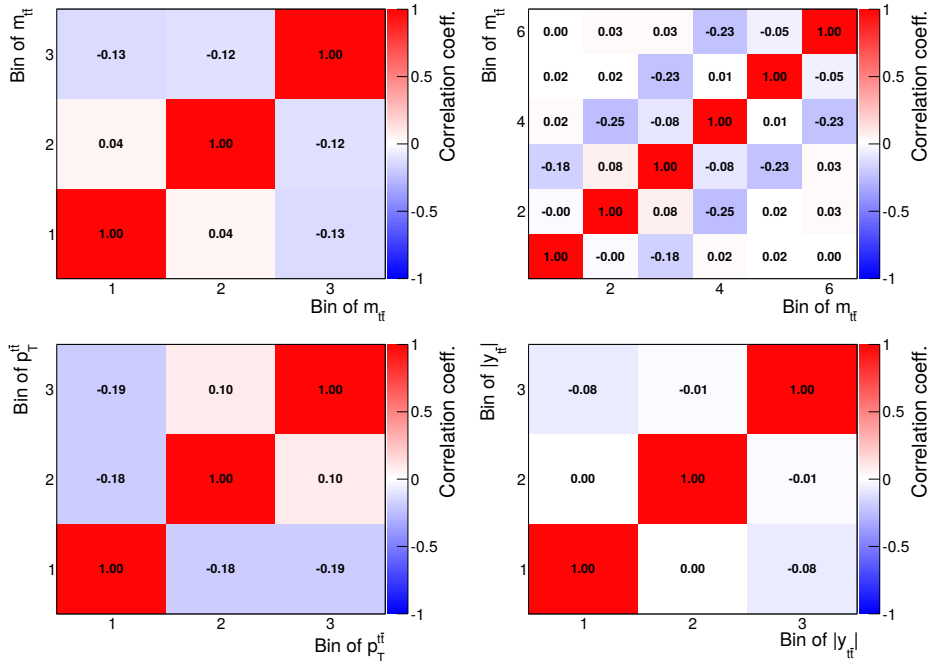 Bin of m_tt̄
3 -0.13 -0.12 1.00
2 0.04 1.00 -0.12
1 1.00 0.04 -0.13
1 2 3
Bin of m_tt̄
1
0.5
0
-0.5
-1
Correlation coeff.
Bin of m_tt̄
6 0.00 0.03 0.03 -0.23 -0.05 1.00
0.02 0.02 -0.23 0.01 1.00 -0.05
4 0.02 -0.25 -0.08 1.00 0.01 -0.23
-0.18 0.08 1.00 -0.08 -0.23 0.03
2 -0.00 1.00 0.08 -0.25 0.02 0.03
1.00 -0.00 -0.18 0.02 0.02 0.00
2 4 6
Bin of m_tt̄
1
0.5
0
-0.5
-1
Correlation coeff.
Bin of p_T^tt̄
3 -0.19 0.10 1.00
2 -0.18 1.00 0.10
1 1.00 -0.18 -0.19
1 2 3
Bin of p_T^tt̄
1
0.5
0
-0.5
-1
Correlation coeff.
Bin of |y_tt̄|
3 -0.08 -0.01 1.00
2 0.00 1.00 -0.01
1 1.00 0.00 -0.08
1 2 3
Bin of |y_tt̄|
1
0.5
0
-0.5
-1
Correlation coeff.